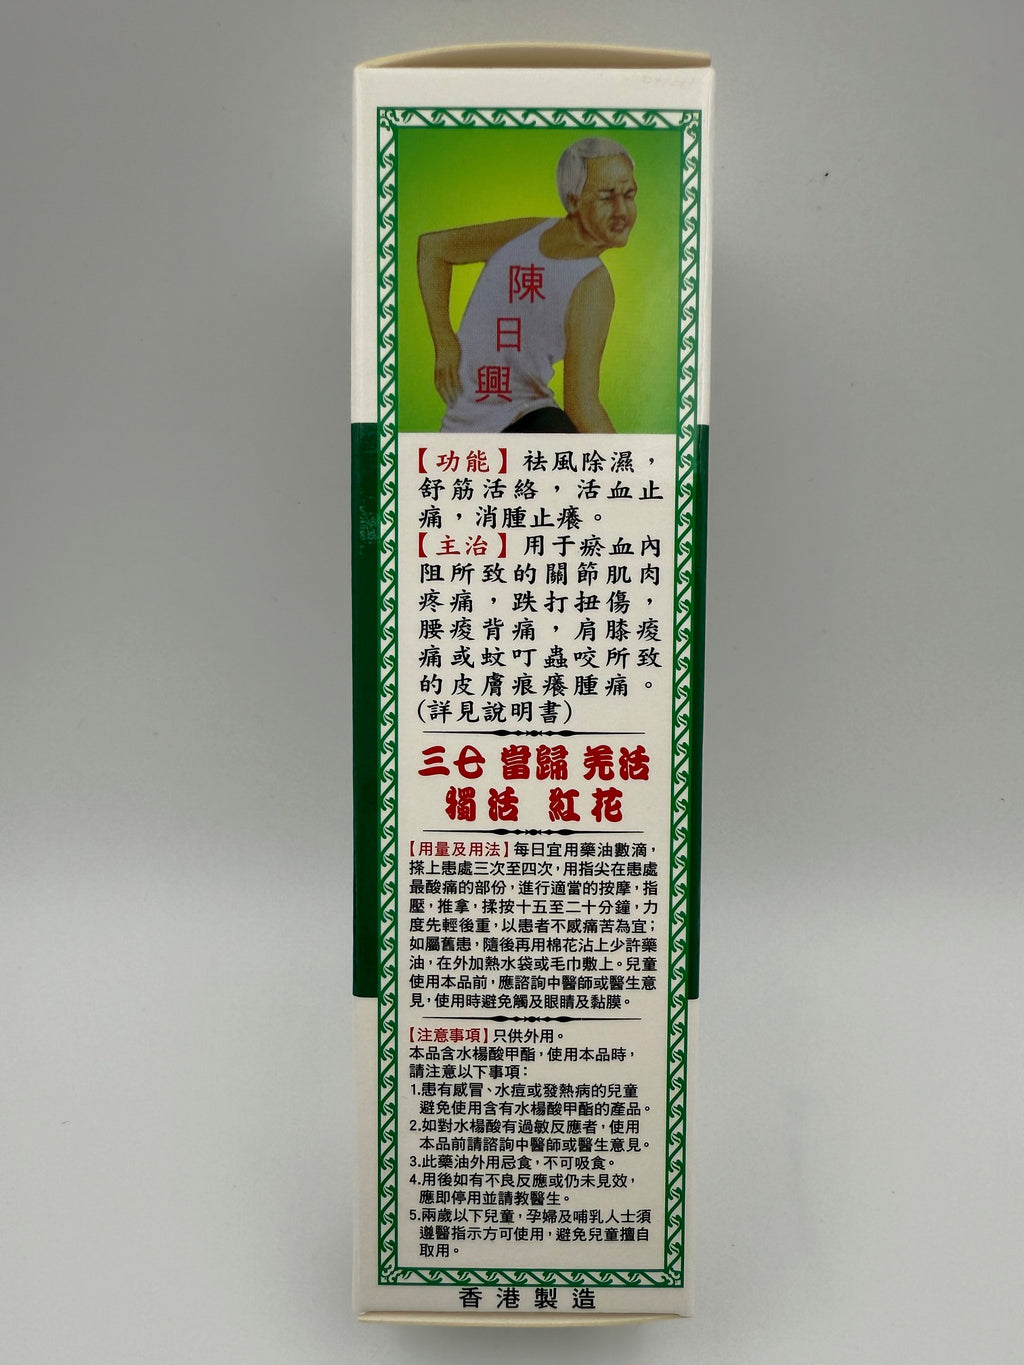 陳
日
興
【功能】祛風除濕，
舒筋活絡，活血止
痛，消腫止癢。
【主治】用于瘀血內
阻所致的關節肌肉
疼痛，跌打扭傷，
腰痠背痛，肩膝痠
痛或蚊叮蟲咬所致
的皮膚痕癢腫痛。
(詳見說明書)
三七 當歸 羌活
獨活 紅花
【用量及用法】每日宜用藥油數滴，
搽上患處三次至四次，用指尖在患處
最酸痛的部份，進行適當的按摩，指
壓，推拿，揉按十五至二十分鐘，力
度先輕後重，以患者不感痛苦為宜；
如屬舊患，隨後再用棉花沾上少許藥
油，在外加熱水袋或毛巾敷上。兒童
使用本品前，應諮詢中醫師或醫生意
見，使用時避免觸及眼睛及黏膜。
【注意事項】只供外用。
本品含水楊酸甲酯，使用本品時，
請注意以下事項：
1.患有感冒、水痘或發熱病的兒童
避免使用含有水楊酸甲酯的產品。
2.如對水楊酸有過敏反應者，使用
本品前請諮詢中醫師或醫生意見。
3.此藥油外用忌食，不可吸食。
4.用後如有不良反應或仍未見效，
應即停用並請教醫生。
5.兩歲以下兒童，孕婦及哺乳人士須
遵醫指示方可使用，避免兒童擅自
取用。
香港製造